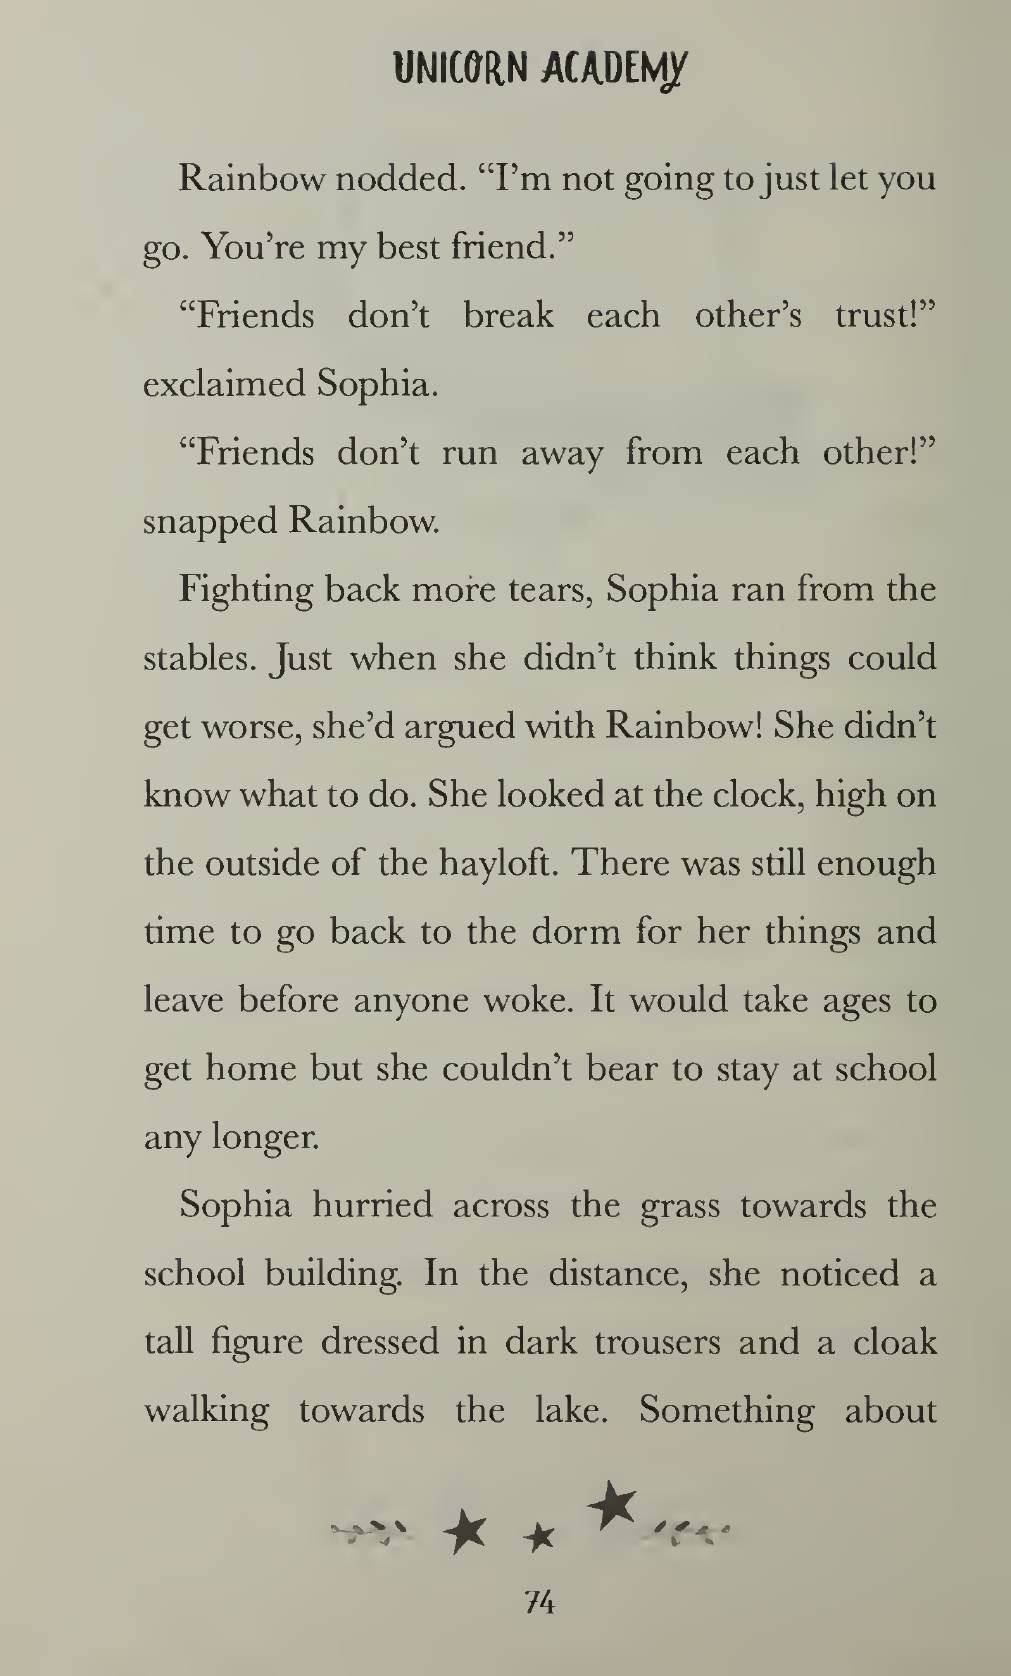 UNICORN ACADEMY
Rainbow nodded. “I’m not going to just let you
go. You’re my best friend.”
“Friends don’t break each other’s trust!”
exclaimed Sophia.
“Friends don’t run away from each other!”
snapped Rainbow.
Fighting back more tears, Sophia ran from the
stables. Just when she didn’t think things could
get worse, she’d argued with Rainbow! She didn’t
know what to do. She looked at the clock, high on
the outside of the hayloft. There was still enough
time to go back to the dorm for her things and
leave before anyone woke. It would take ages to
get home but she couldn’t bear to stay at school
any longer.
Sophia hurried across the grass towards the
school building. In the distance, she noticed a
tall figure dressed in dark trousers and a cloak
walking towards the lake. Something about
74